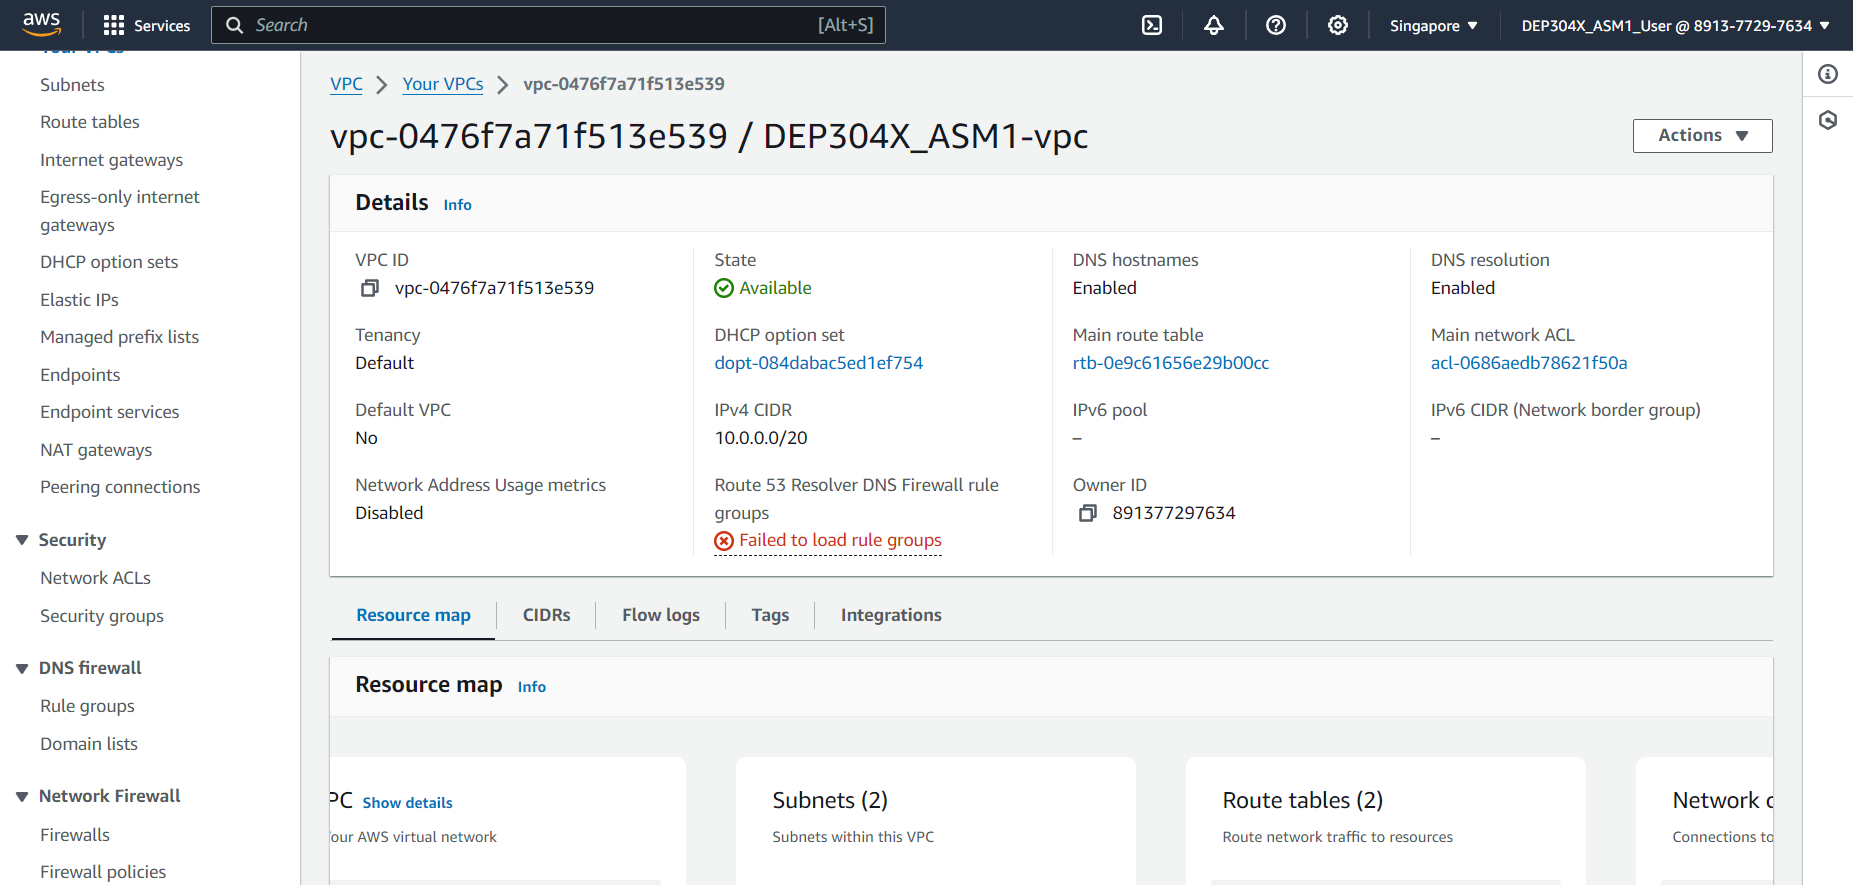 aws
Services
Search
[Alt+S]
Singapore
DEP304X_ASM1_User @ 8913-7729-7634
Your VPCs
Subnets
Route tables
Internet gateways
Egress-only internet
gateways
DHCP option sets
Elastic IPs
Managed prefix lists
Endpoints
Endpoint services
NAT gateways
Peering connections
Security
Network ACLs
Security groups
DNS firewall
Rule groups
Domain lists
Network Firewall
Firewalls
Firewall policies
VPC > Your VPCs > vpc-0476f7a71f513e539
vpc-0476f7a71f513e539 / DEP304X_ASM1-vpc
Actions
Details Info
VPC ID
vpc-0476f7a71f513e539
State
Available
DNS hostnames
Enabled
DNS resolution
Enabled
Tenancy
Default
DHCP option set
dopt-084dabac5ed1ef754
Main route table
rtb-0e9c61656e29b00cc
Main network ACL
acl-0686aedb78621f50a
Default VPC
No
IPv4 CIDR
10.0.0.0/20
IPv6 pool
–
IPv6 CIDR (Network border group)
–
Network Address Usage metrics
Disabled
Route 53 Resolver DNS Firewall rule
groups
Failed to load rule groups
Owner ID
891377297634
Resource map
CIDRs
Flow logs
Tags
Integrations
Resource map Info
PC Show details
our AWS virtual network
Subnets (2)
Subnets within this VPC
Route tables (2)
Route network traffic to resources
Network c
Connections to